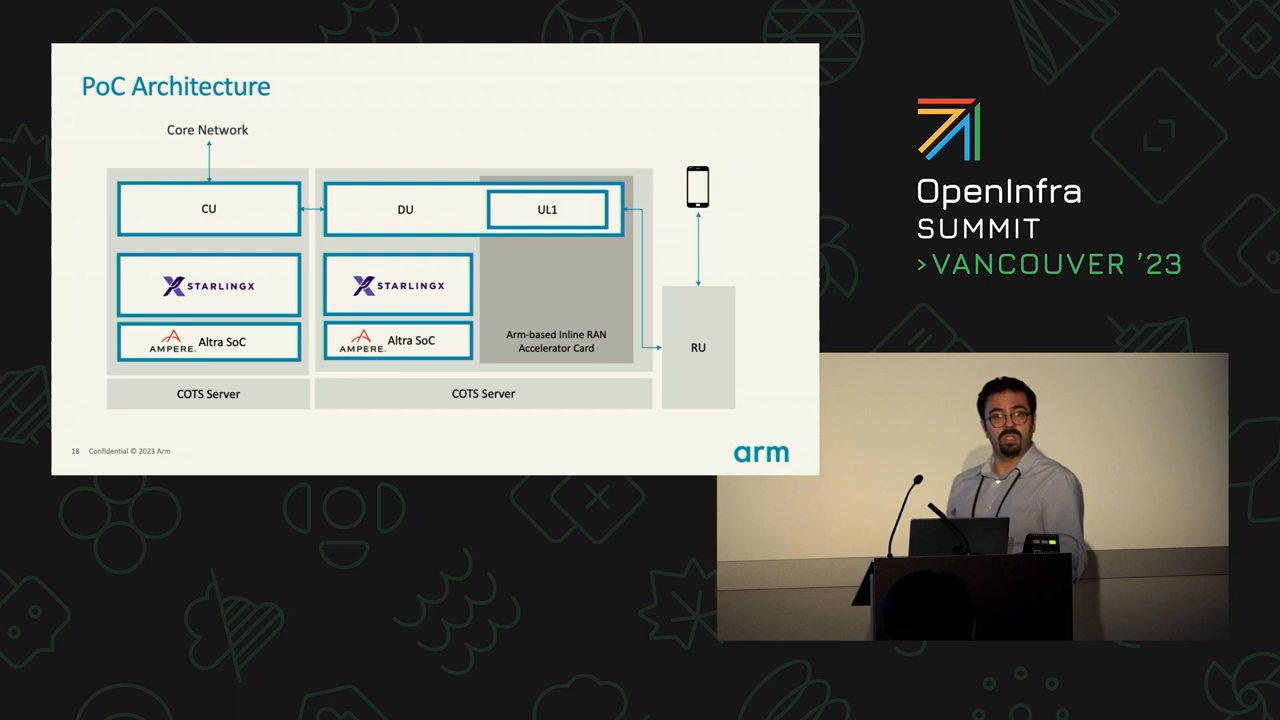 PoC Architecture
Core Network
CU
DU
UL1
STARLINGX
STARLINGX
AMPERE. Altra SoC
AMPERE. Altra SoC
Arm-based Inline RAN
Accelerator Card
RU
COTS Server
COTS Server
18 Confidential © 2023 Arm
arm
OpenInfra
SUMMIT
>VANCOUVER ’23